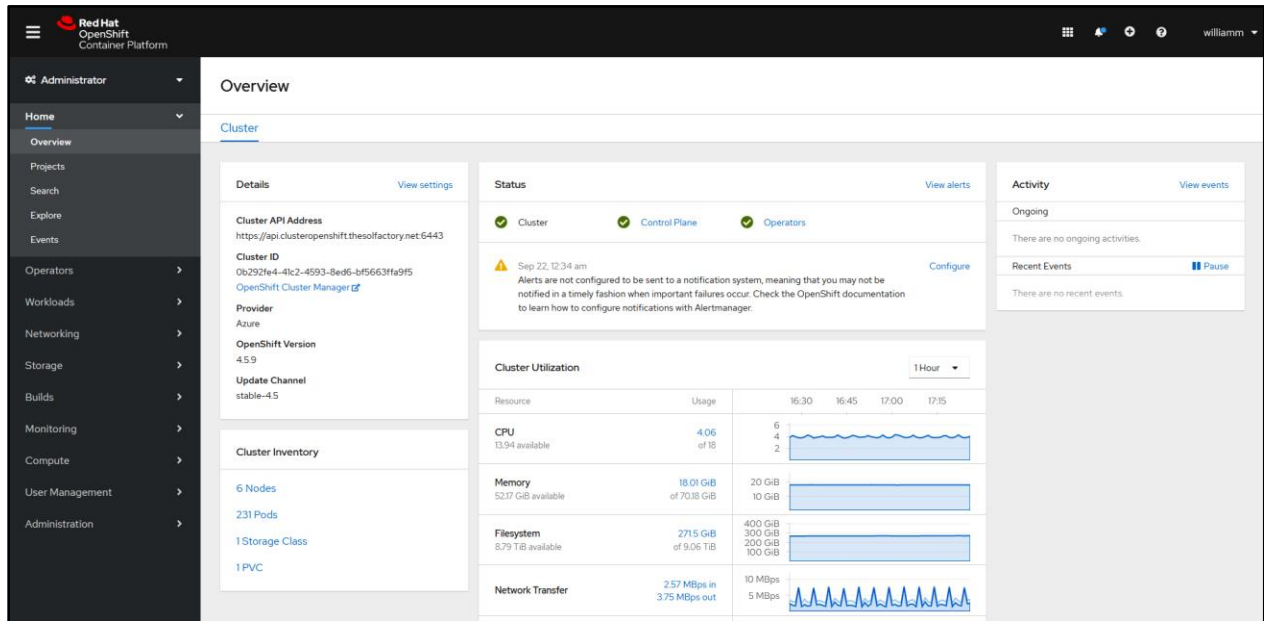 Red Hat
OpenShift
Container Platform
williamm
Administrator
Home
Overview
Projects
Search
Explore
Events
Operators
Workloads
Networking
Storage
Builds
Monitoring
Compute
User Management
Administration
Overview
Cluster
Details
View settings
Cluster API Address
https://api.clusteropenshift.thesolfactory.net:6443
Cluster ID
0b292fe4-41c2-4593-8ed6-bf5663ffa9f5
OpenShift Cluster Manager
Provider
Azure
OpenShift Version
4.5.9
Update Channel
stable-4.5
Cluster Inventory
6 Nodes
231 Pods
1 Storage Class
1 PVC
Status
View alerts
Cluster
Control Plane
Operators
Sep 22, 12:34 am
Configure
Alerts are not configured to be sent to a notification system, meaning that you may not be
notified in a timely fashion when important failures occur. Check the OpenShift documentation
to learn how to configure notifications with Alertmanager.
Cluster Utilization
1 Hour
Resource Usage 16:30 16:45 17:00 17:15
CPU 4.06
13.94 available of 18
6
4
2
Memory 18.01 GiB
52.17 GiB available of 70.18 GiB
20 GiB
10 GiB
Filesystem 271.5 GiB
8.79 TiB available of 9.06 TiB
400 GiB
300 GiB
200 GiB
100 GiB
Network Transfer 2.57 MBps in
3.75 MBps out
10 MBps
5 MBps
Activity
View events
Ongoing
There are no ongoing activities.
Recent Events
Pause
There are no recent events.